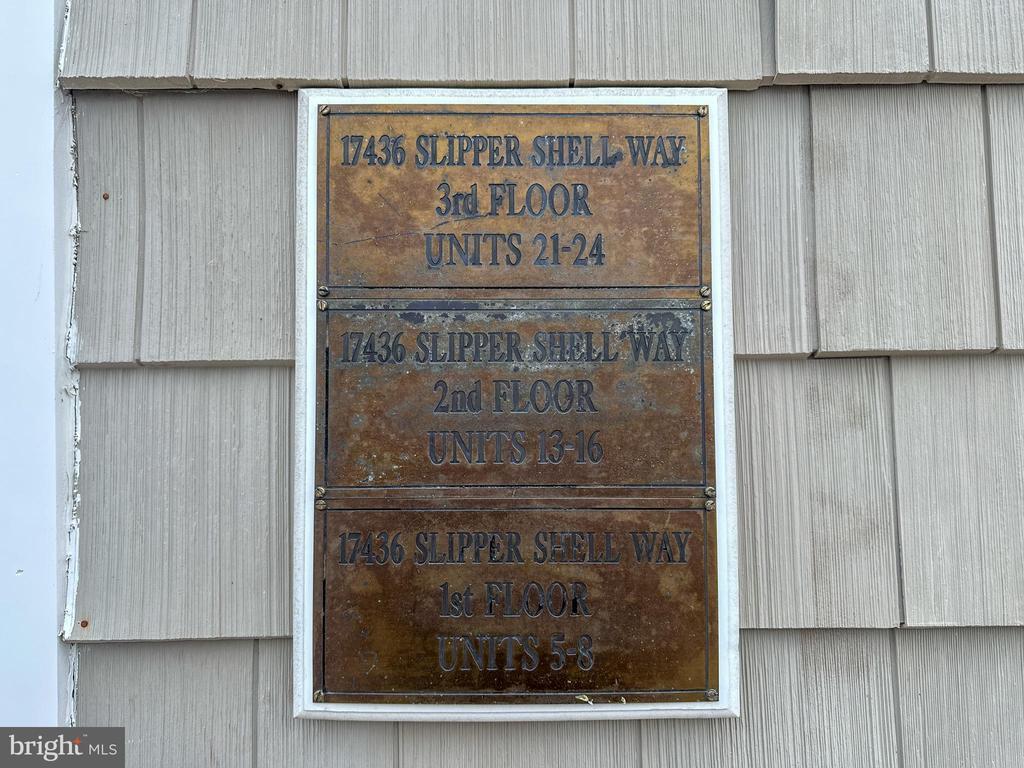 17436 SLIPPER SHELL WAY
3rd FLOOR
UNITS 21-24
17436 SLIPPER SHELL WAY
2nd FLOOR
UNITS 13-16
17436 SLIPPER SHELL WAY
1st FLOOR
UNITS 5-8
bright MLS